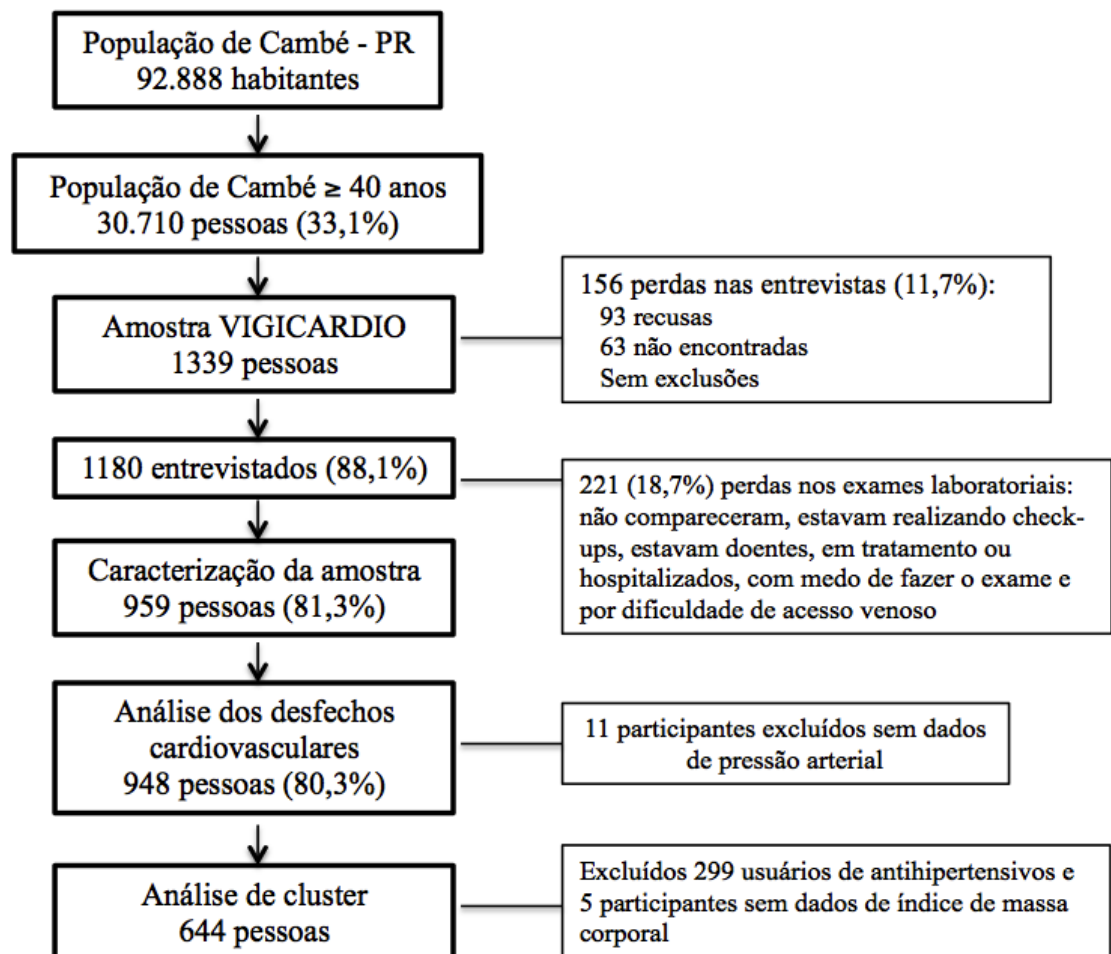 População de Cambé - PR
92.888 habitantes
População de Cambé ≥ 40 anos
30.710 pessoas (33,1%)
Amostra VIGICARDIO
1339 pessoas
156 perdas nas entrevistas (11,7%):
93 recusas
63 não encontradas
Sem exclusões
1180 entrevistados (88,1%)
221 (18,7%) perdas nos exames laboratoriais:
não compareceram, estavam realizando check-
ups, estavam doentes, em tratamento ou
hospitalizados, com medo de fazer o exame e
por dificuldade de acesso venoso
Caracterização da amostra
959 pessoas (81,3%)
Análise dos desfechos
cardiovasculares
948 pessoas (80,3%)
11 participantes excluídos sem dados
de pressão arterial
Análise de cluster
644 pessoas
Excluídos 299 usuários de antihipertensivos e
5 participantes sem dados de índice de massa
corporal